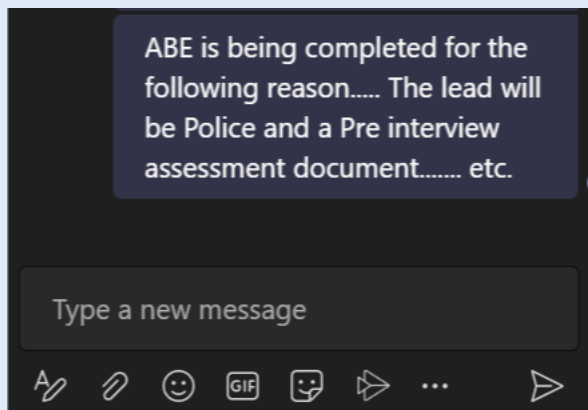 ABE is being completed for the
following reason..... The lead will
be Police and a Pre interview
assessment document....... etc.
Type a new message
GIF